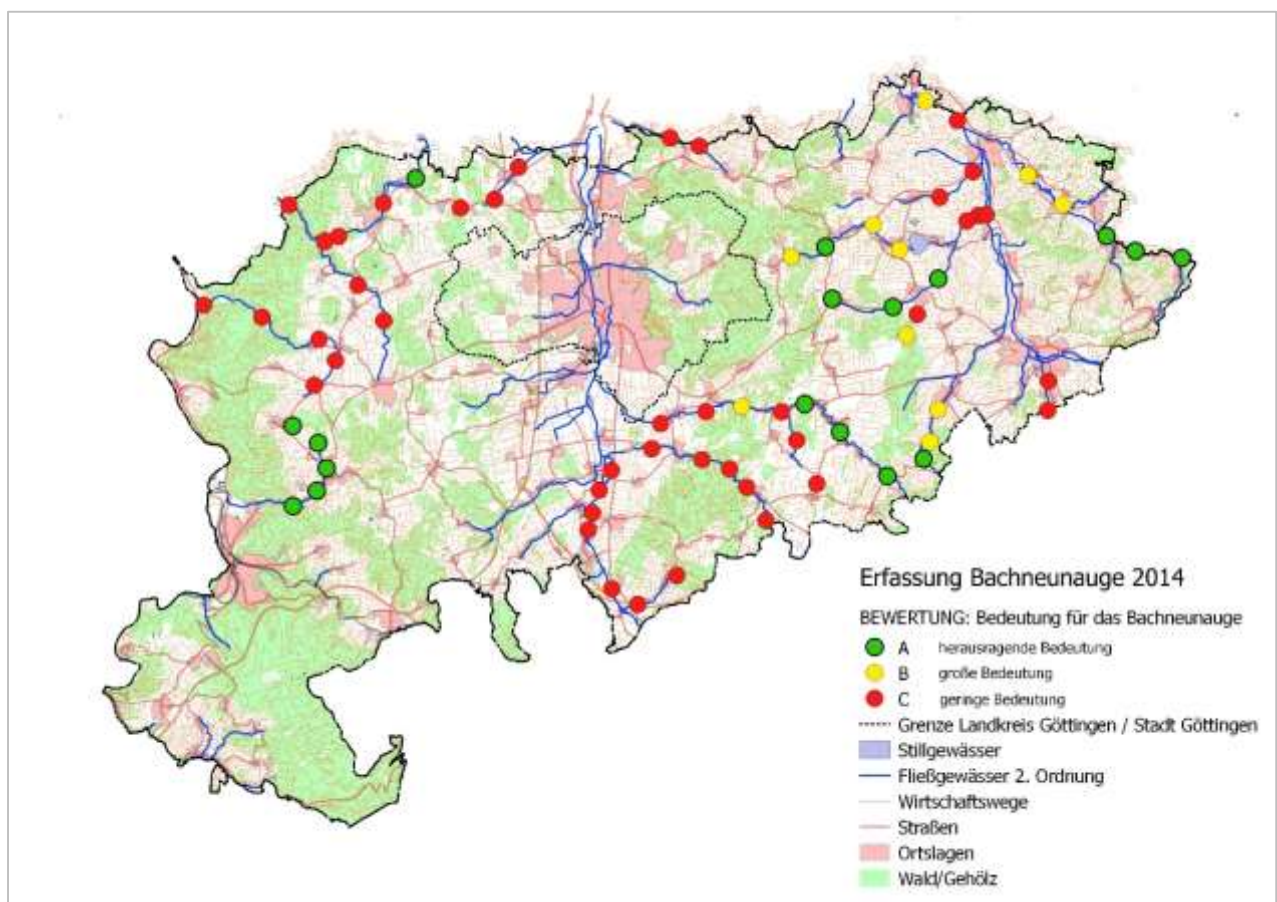 Erfassung Bachneunauge 2014
BEWERTUNG: Bedeutung für das Bachneunauge
A herausragende Bedeutung
B große Bedeutung
C geringe Bedeutung
Grenze Landkreis Göttingen / Stadt Göttingen
Stillgewässer
Fließgewässer 2. Ordnung
Wirtschaftswege
Straßen
Ortslagen
Wald/Gehölz